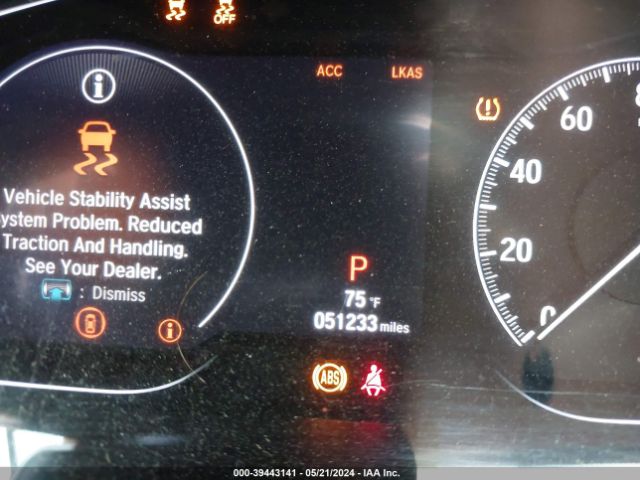 OFF
ACC LKAS
60
40
20
0
Vehicle Stability Assist
System Problem. Reduced
Traction And Handling.
See Your Dealer.
: Dismiss
P
75 °F
051233 miles
ABS
000-39443141 - 05/21/2024 - IAA Inc.